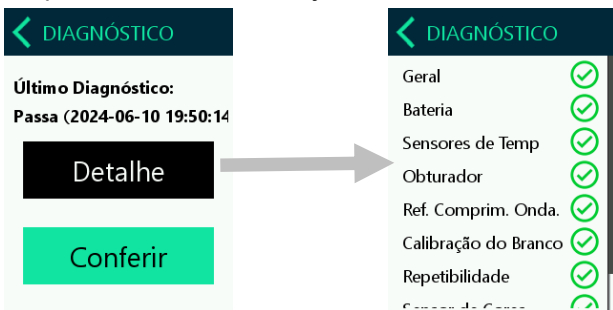 DIAGNÓSTICO
Último Diagnóstico:
Passa (2024-06-10 19:50:14
Detalhe
Conferir
DIAGNÓSTICO
Geral
Bateria
Sensores de Temp
Obturador
Ref. Comprim. Onda.
Calibração do Branco
Repetibilidade